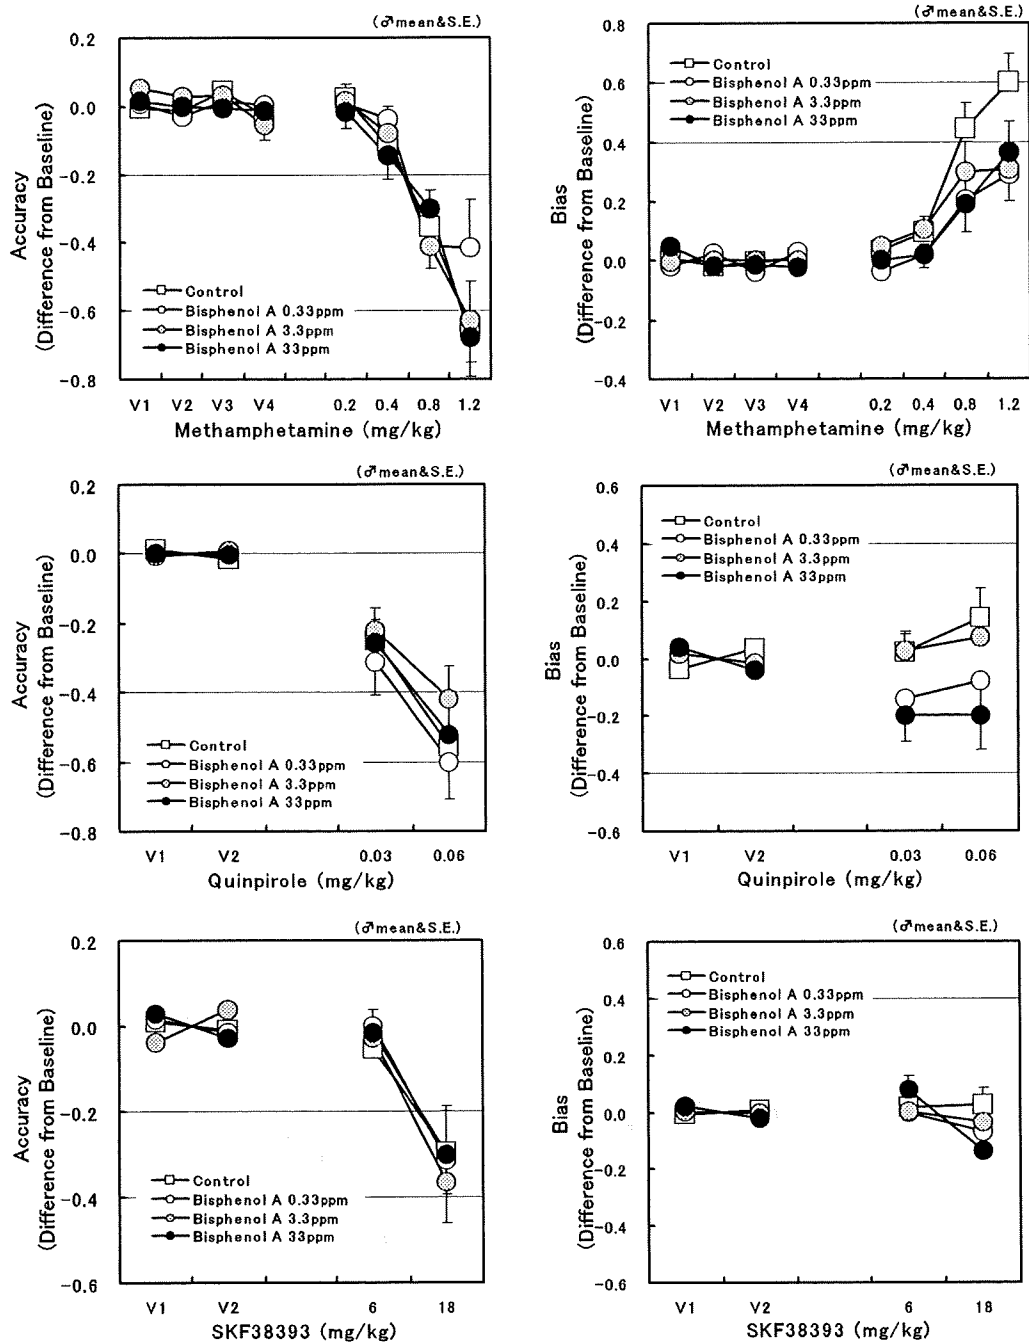 (♂mean&S.E.)
Accuracy
(Difference from Baseline)
0.2
0.0
−0.2
−0.4
−0.6
−0.8
Control
Bisphenol A 0.33ppm
Bisphenol A 3.3ppm
Bisphenol A 33ppm
V1 V2 V3 V4 0.2 0.4 0.8 1.2
Methamphetamine (mg/kg)
(♂mean&S.E.)
Bias
(Difference from Baseline)
0.8
0.6
0.4
0.2
0.0
−0.2
−0.4
Control
Bisphenol A 0.33ppm
Bisphenol A 3.3ppm
Bisphenol A 33ppm
V1 V2 V3 V4 0.2 0.4 0.8 1.2
Methamphetamine (mg/kg)
(♂mean&S.E.)
Accuracy
(Difference from Baseline)
0.2
0.0
−0.2
−0.4
−0.6
−0.8
Control
Bisphenol A 0.33ppm
Bisphenol A 3.3ppm
Bisphenol A 33ppm
V1 V2 0.03 0.06
Quinpirole (mg/kg)
(♂mean&S.E.)
Bias
(Difference from Baseline)
0.6
0.4
0.2
0.0
−0.2
−0.4
−0.6
Control
Bisphenol A 0.33ppm
Bisphenol A 3.3ppm
Bisphenol A 33ppm
V1 V2 0.03 0.06
Quinpirole (mg/kg)
(♂mean&S.E.)
Accuracy
(Difference from Baseline)
0.2
0.0
−0.2
−0.4
−0.6
Control
Bisphenol A 0.33ppm
Bisphenol A 3.3ppm
Bisphenol A 33ppm
V1 V2 6 18
SKF38393 (mg/kg)
(♂mean&S.E.)
Bias
(Difference from Baseline)
0.6
0.4
0.2
0.0
−0.2
−0.4
−0.6
Control
Bisphenol A 0.33ppm
Bisphenol A 3.3ppm
Bisphenol A 33ppm
V1 V2 6 18
SKF38393 (mg/kg)